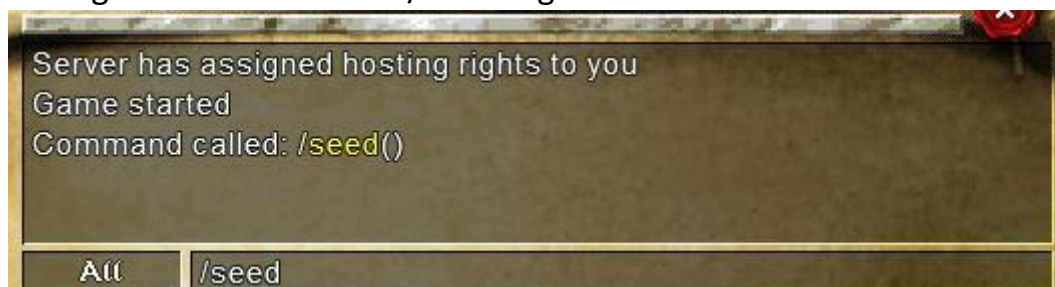 Server has assigned hosting rights to you
Game started
Command called: /seed()
All /seed